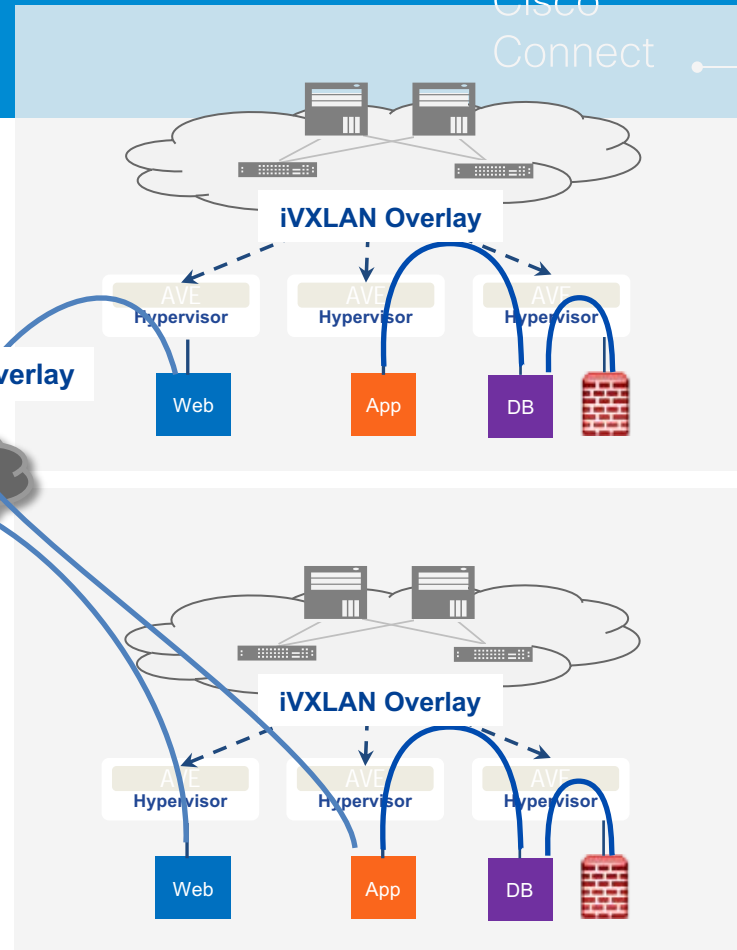 Cisco
Connect
iVXLAN Overlay
AVE
Hypervisor
AVE
Hypervisor
AVE
Hypervisor
verlay
Web
App
DB
iVXLAN Overlay
AVE
Hypervisor
AVE
Hypervisor
AVE
Hypervisor
Web
App
DB